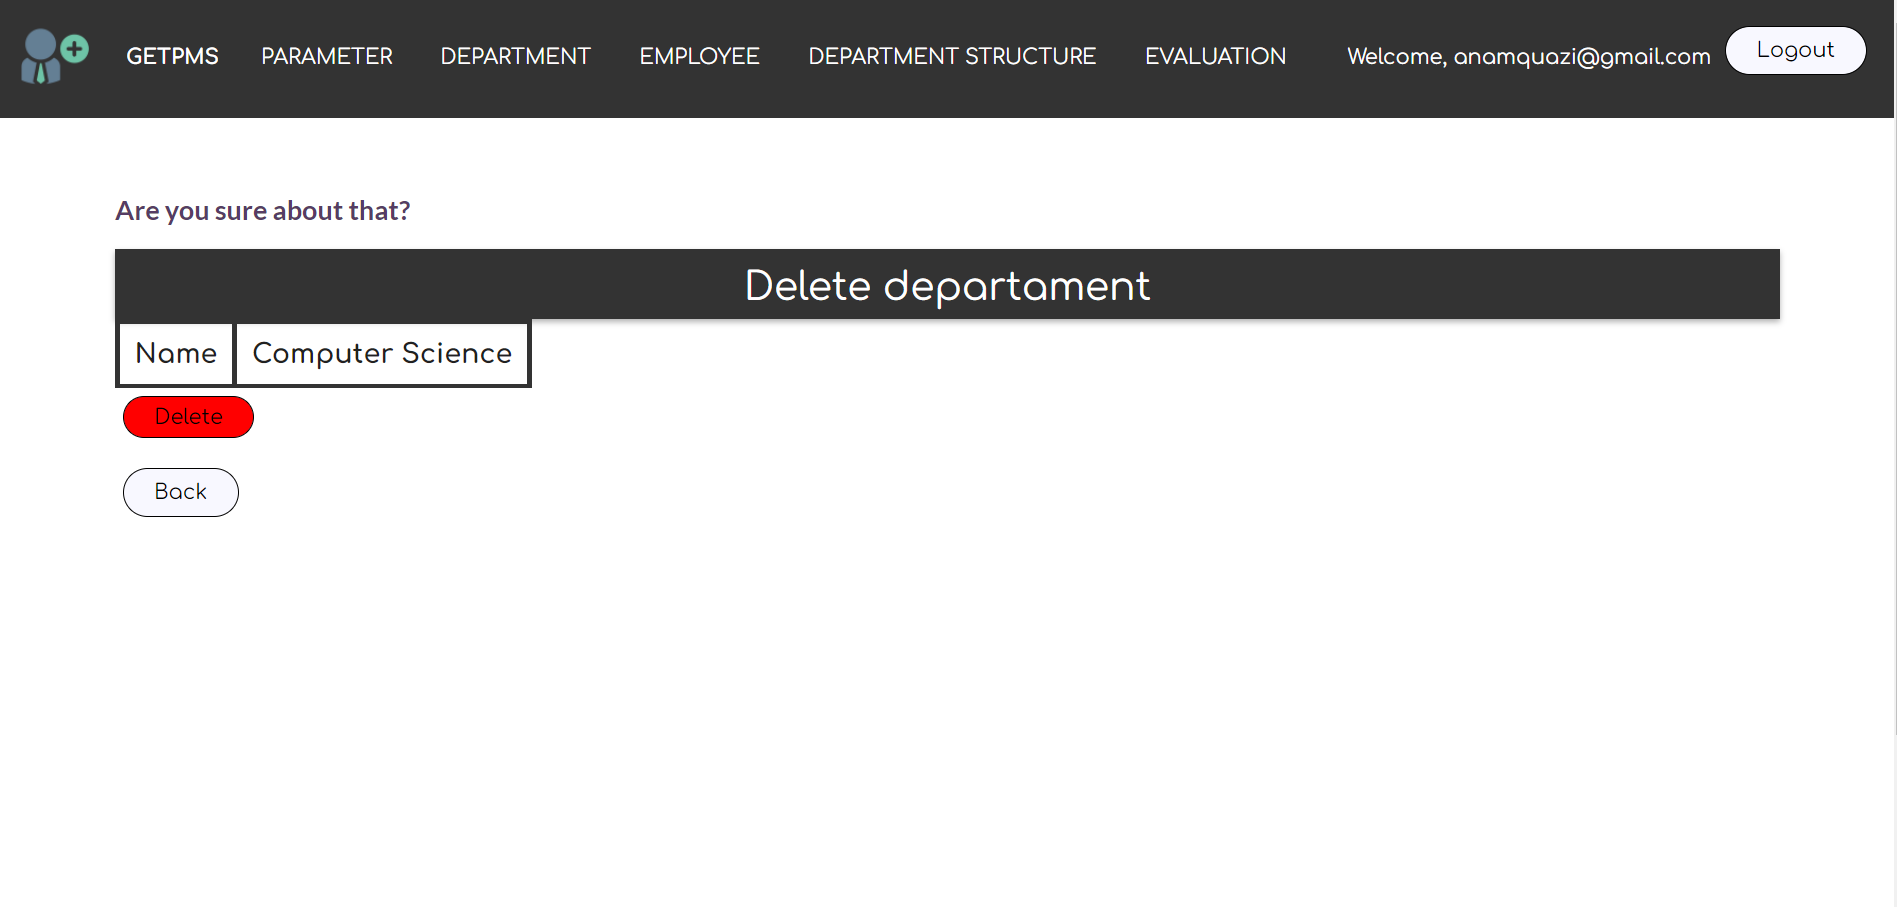 GETPMS PARAMETER DEPARTMENT EMPLOYEE DEPARTMENT STRUCTURE EVALUATION Welcome, anamquazi@gmail.com Logout
Are you sure about that?
Delete departament
Name Computer Science
Delete
Back